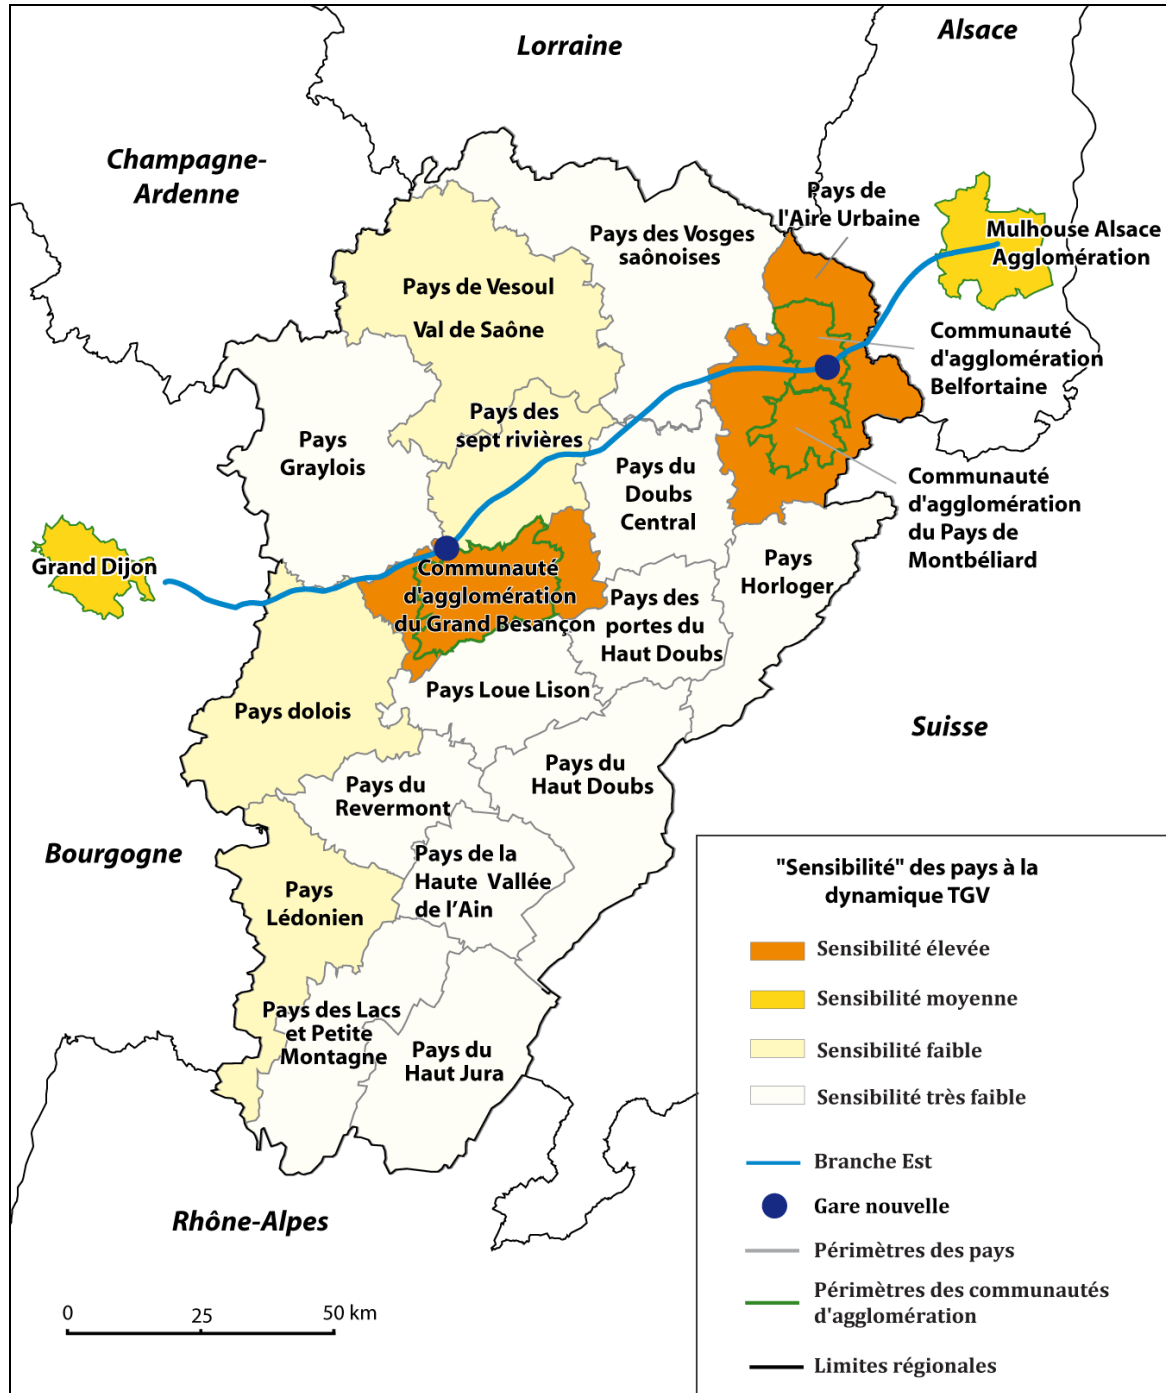 Lorraine
Alsace
Champagne-
Ardenne
Pays de
l'Aire Urbaine
Mulhouse Alsace
Agglomération
Pays des Vosges
saônoises
Pays de Vesoul
Val de Saône
Communauté
d'agglomération
Belfortaine
Pays des
sept rivières
Pays
Graylois
Pays du
Doubs
Central
Communauté
d'agglomération
du Pays de
Montbéliard
Grand Dijon
Communauté
d'agglomération
du Grand Besançon
Pays
Horloger
Pays des
portes du
Haut Doubs
Pays Loue Lison
Pays dolois
Suisse
Pays du
Haut Doubs
Pays du
Revermont
Bourgogne
Pays de la
Haute Vallée
de l'Ain
Pays
Lédonien
Pays des Lacs
et Petite
Montagne
Pays du
Haut Jura
Rhône-Alpes
"Sensibilité" des pays à la
dynamique TGV
Sensibilité élevée
Sensibilité moyenne
Sensibilité faible
Sensibilité très faible
Branche Est
Gare nouvelle
Périmètres des pays
Périmètres des communautés
d'agglomération
Limites régionales
0 25 50 km